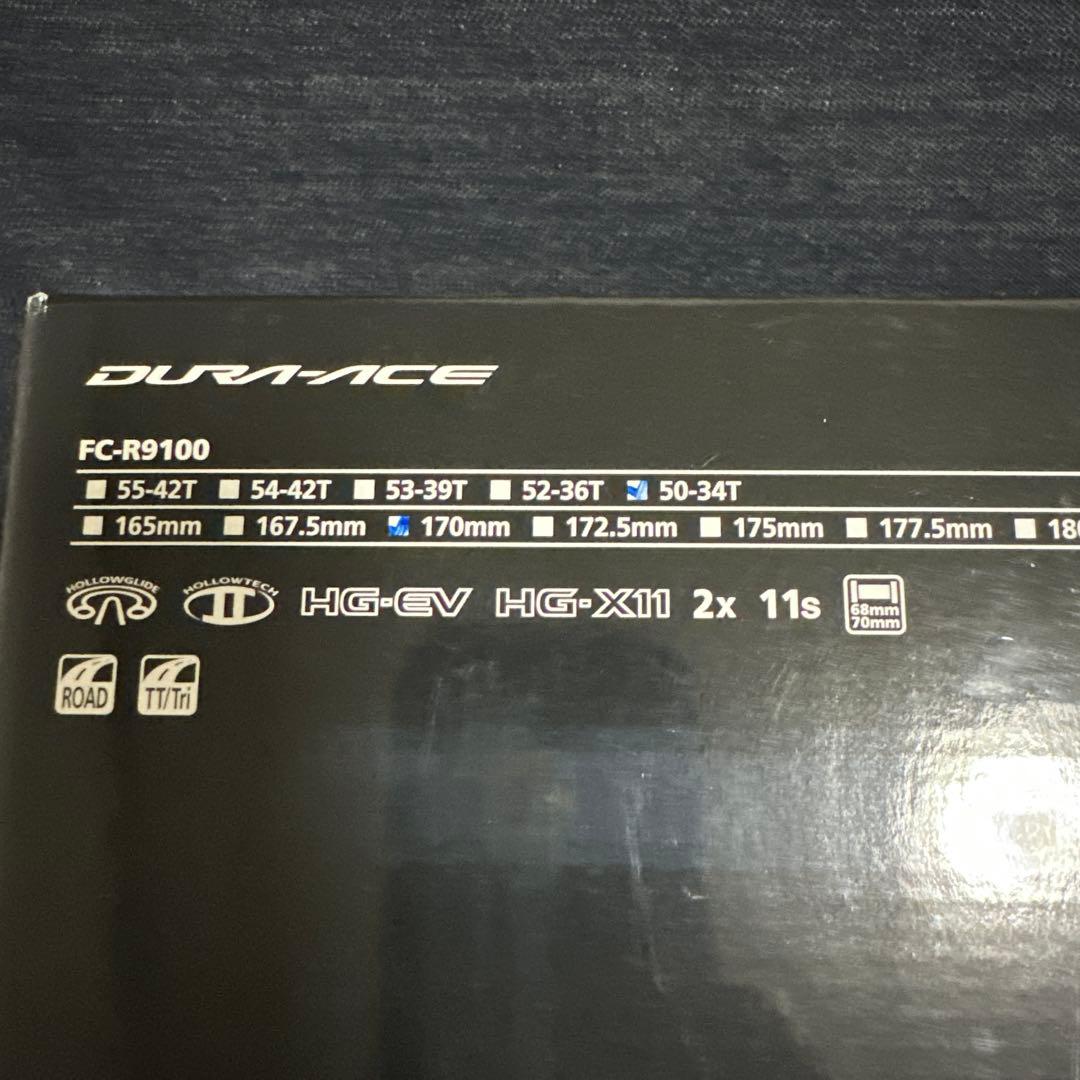 DURA-ACE
FC-R9100
55-42T 54-42T 53-39T 52-36T 50-34T
165mm 167.5mm 170mm 172.5mm 175mm 177.5mm
HOLLOWGLIDE HOLLOWTECH II HG-EV HG-X11 2x 11s 68mm 70mm
ROAD TT/Tri